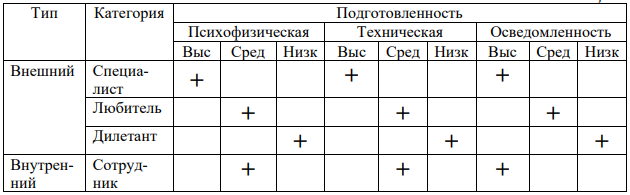 Тип Категория Подготовленность
Психофизическая Техническая Осведомленность
Выс Сред Низк Выс Сред Низк Выс Сред Низк
Внешний Специа-
лист + + +
Любитель + + +
Дилетант + + +
Внутрен-
ний Сотруд-
ник + + +